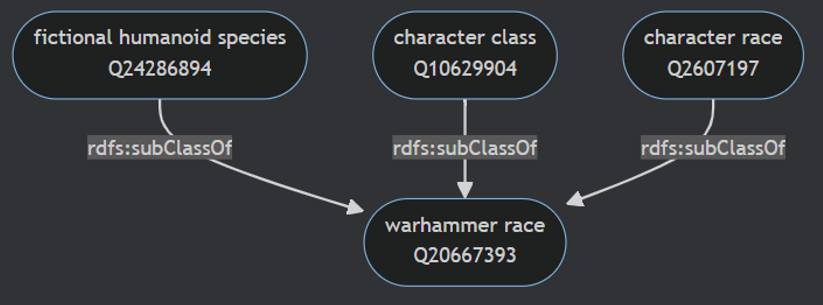 fictional humanoid species
Q24286894
character class
Q10629904
character race
Q2607197
rdfs:subClassOf
rdfs:subClassOf
rdfs:subClassOf
warhammer race
Q20667393